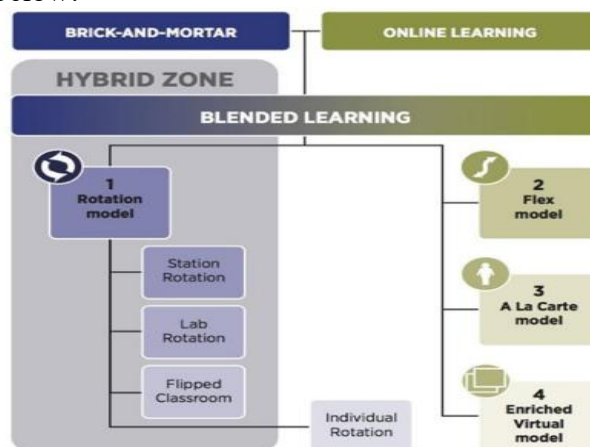 BRICK-AND-MORTAR
ONLINE LEARNING
HYBRID ZONE
BLENDED LEARNING
1
Rotation
model
Station
Rotation
Lab
Rotation
Flipped
Classroom
Individual
Rotation
2
Flex
model
3
A La Carte
model
4
Enriched
Virtual
model